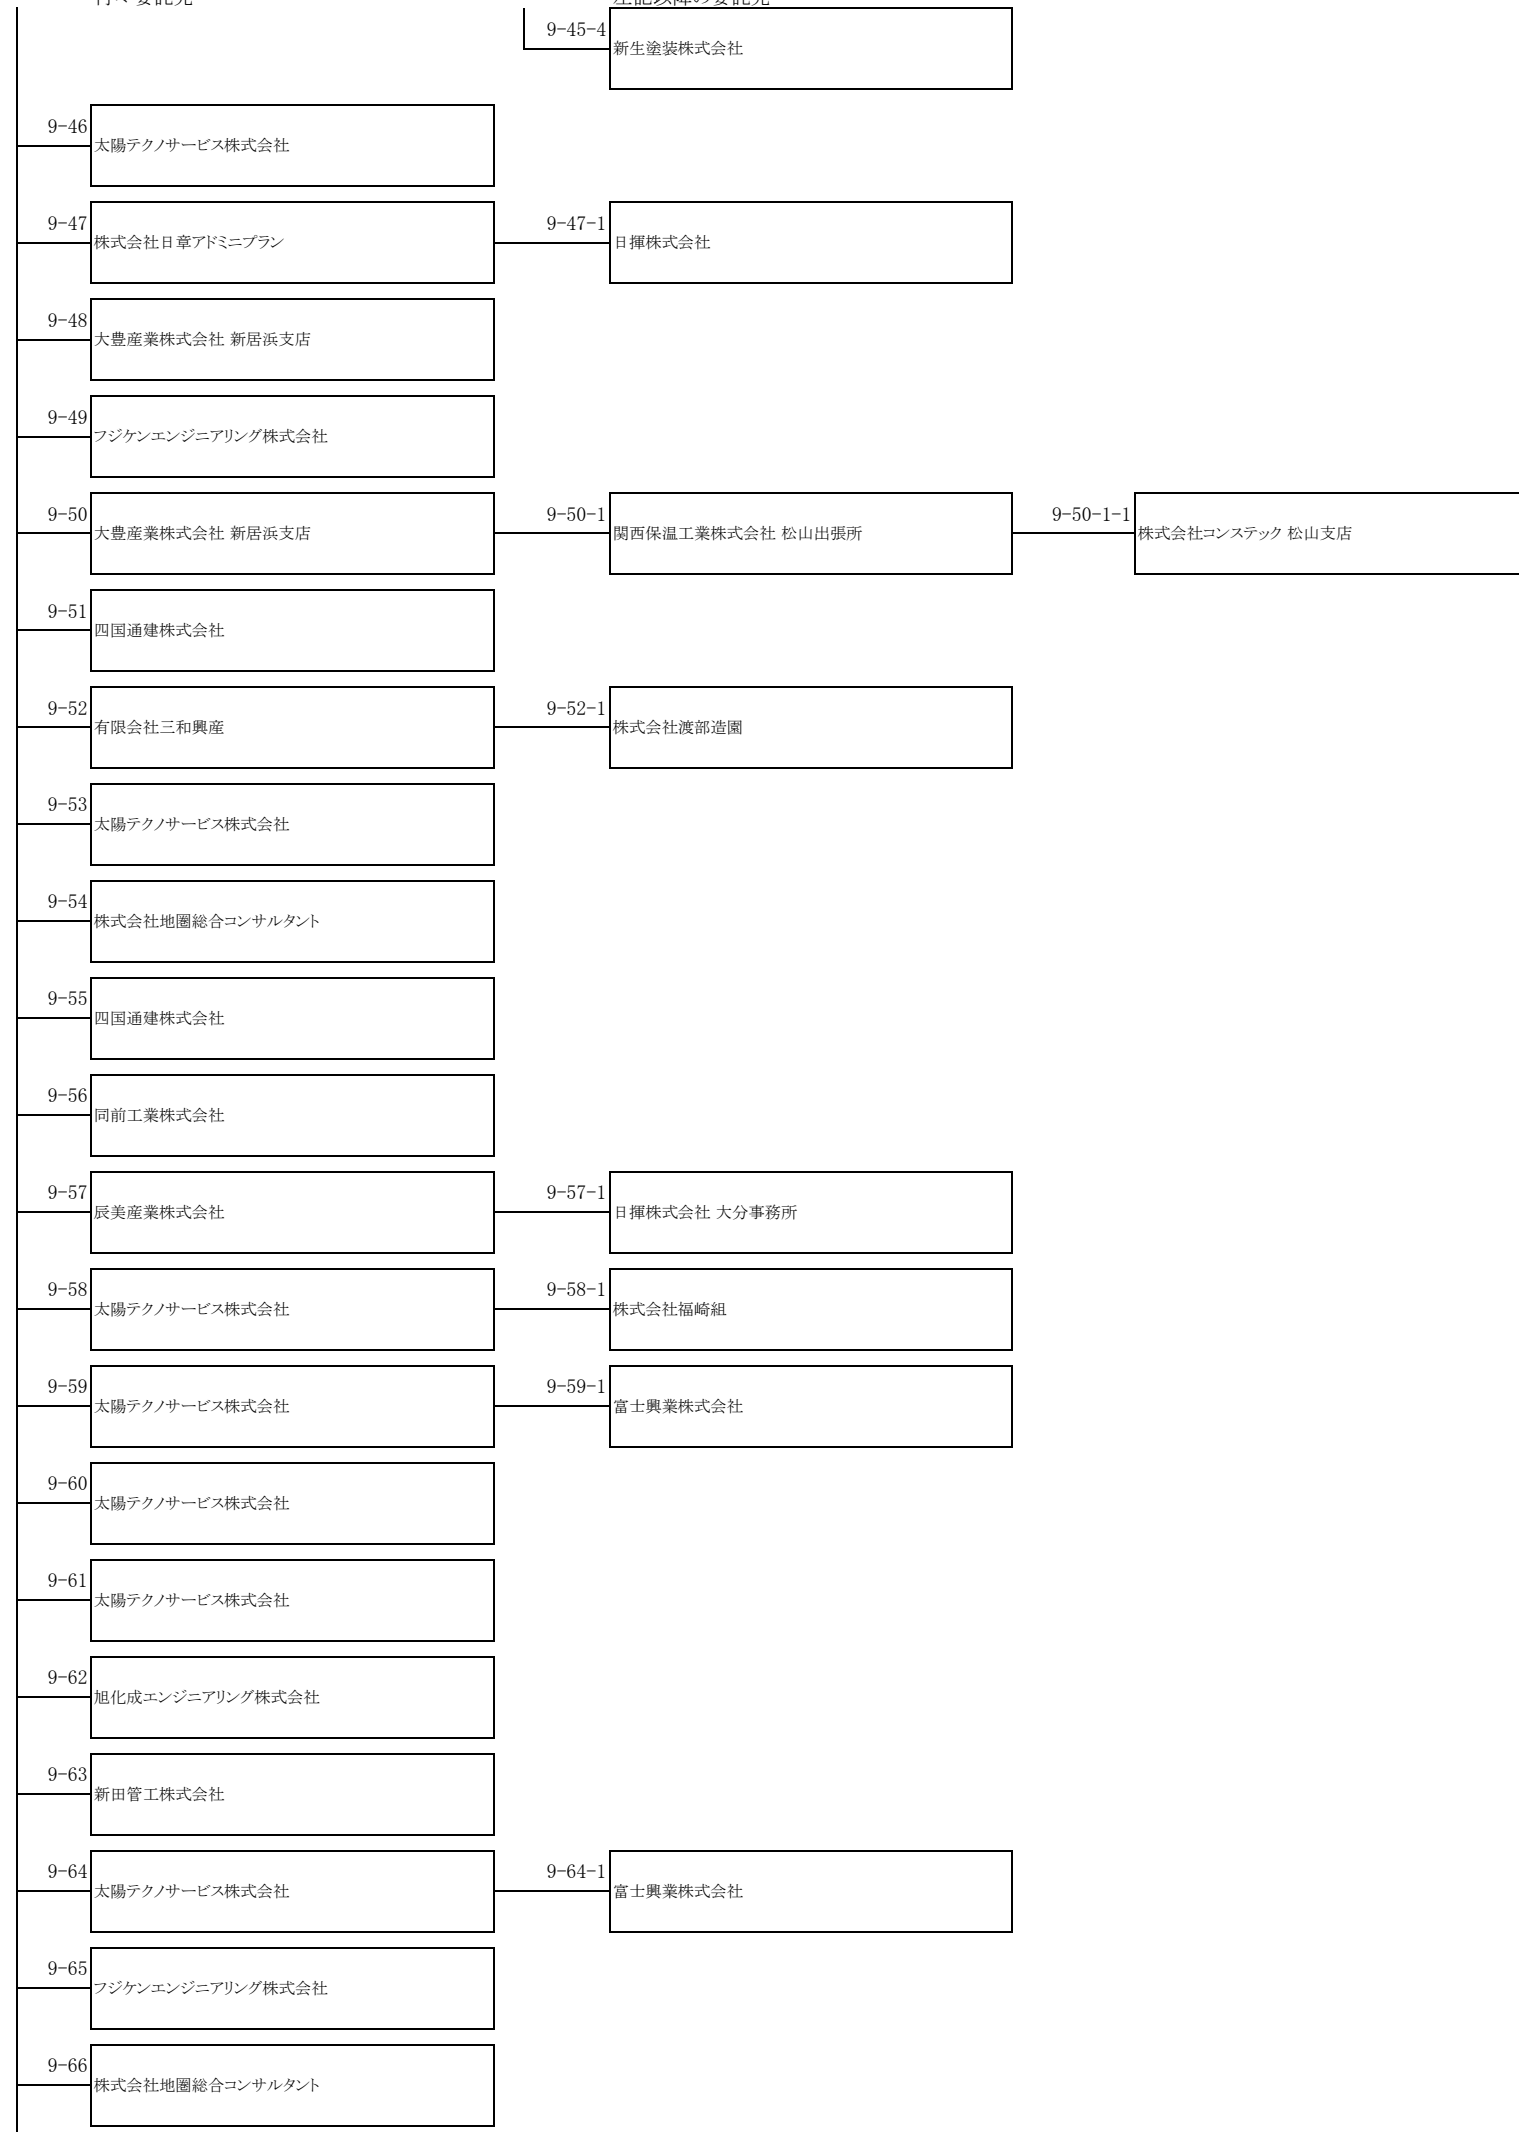 9-45-4
新生塗装株式会社
9-46
太陽テクノサービス株式会社
9-47
株式会社日章アドミニプラン
9-47-1
日揮株式会社
9-48
大豊産業株式会社 新居浜支店
9-49
フジケンエンジニアリング株式会社
9-50
大豊産業株式会社 新居浜支店
9-50-1
関西保温工業株式会社 松山出張所
9-50-1-1
株式会社コンステック 松山支店
9-51
四国通建株式会社
9-52
有限会社三和興産
9-52-1
株式会社渡部造園
9-53
太陽テクノサービス株式会社
9-54
株式会社地圏総合コンサルタント
9-55
四国通建株式会社
9-56
同前工業株式会社
9-57
辰美産業株式会社
9-57-1
日揮株式会社 大分事務所
9-58
太陽テクノサービス株式会社
9-58-1
株式会社福崎組
9-59
太陽テクノサービス株式会社
9-59-1
富士興業株式会社
9-60
太陽テクノサービス株式会社
9-61
太陽テクノサービス株式会社
9-62
旭化成エンジニアリング株式会社
9-63
新田管工株式会社
9-64
太陽テクノサービス株式会社
9-64-1
富士興業株式会社
9-65
フジケンエンジニアリング株式会社
9-66
株式会社地圏総合コンサルタント